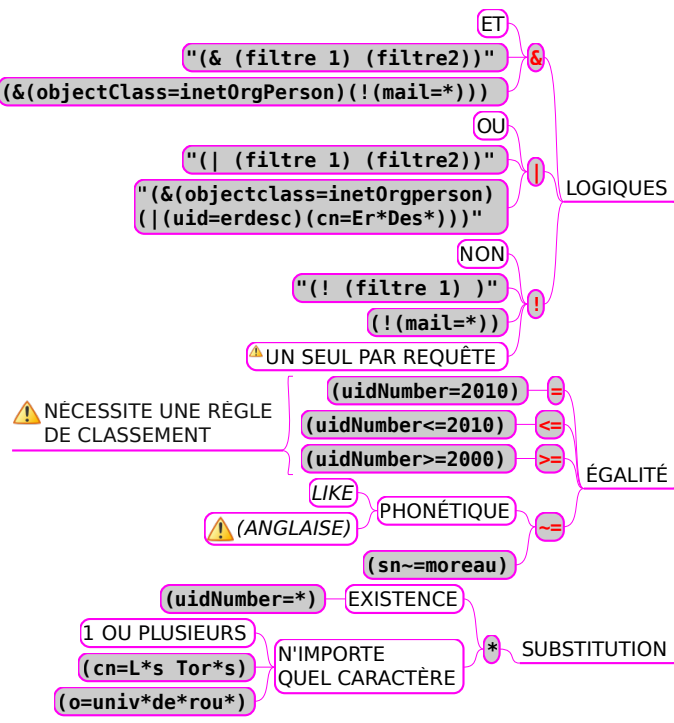 ET
"(& (filtre 1) (filtre2))"
&
(&(objectClass=inetOrgPerson)(!(mail=*)))
OU
"(| (filtre 1) (filtre2))"
|
"(&(objectclass=inetOrgperson)
(|(uid=erdesc)(cn=Er*Des*)))"
LOGIQUES
NON
"(! (filtre 1) )"
!
(!(mail=*))
UN SEUL PAR REQUÊTE
(uidNumber=2010)
=
NÉCESSITE UNE RÈGLE
DE CLASSEMENT
(uidNumber<=2010)
<=
(uidNumber>=2000)
>=
ÉGALITÉ
LIKE
PHONÉTIQUE
(ANGLAISE)
~=
(sn~=moreau)
(uidNumber=*)
EXISTENCE
1 OU PLUSIEURS
N'IMPORTE
QUEL CARACTÈRE
*
SUBSTITUTION
(cn=L*s Tor*s)
(o=univ*de*rou*)